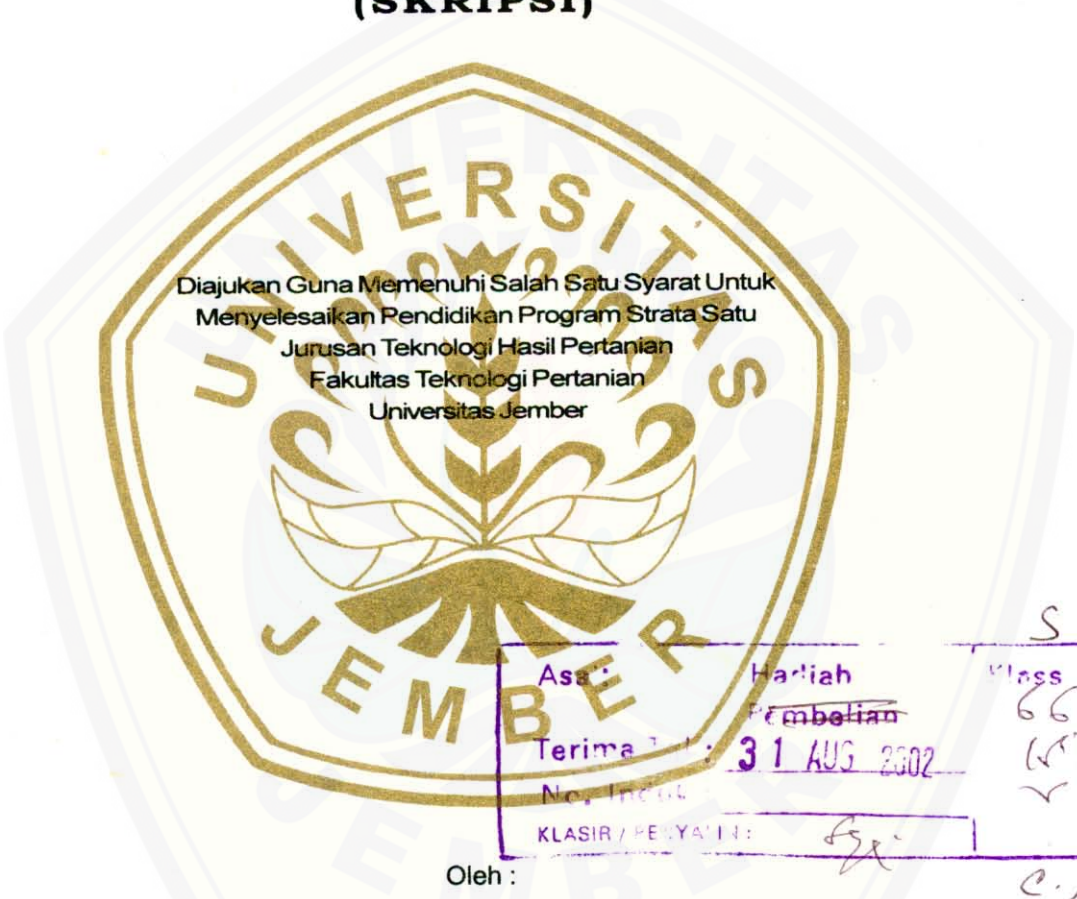 (SKRIPSI)
UNIVERSITAS
Diajukan Guna Memenuhi Salah Satu Syarat Untuk
Menyelesaikan Pendidikan Program Strata Satu
Jurusan Teknologi Hasil Pertanian
Fakultas Teknologi Pertanian
Universitas Jember
JEMBER
S
Hadiah
Pembelian
Terima : 31 AUG 2002
KLASIR /
Oleh :